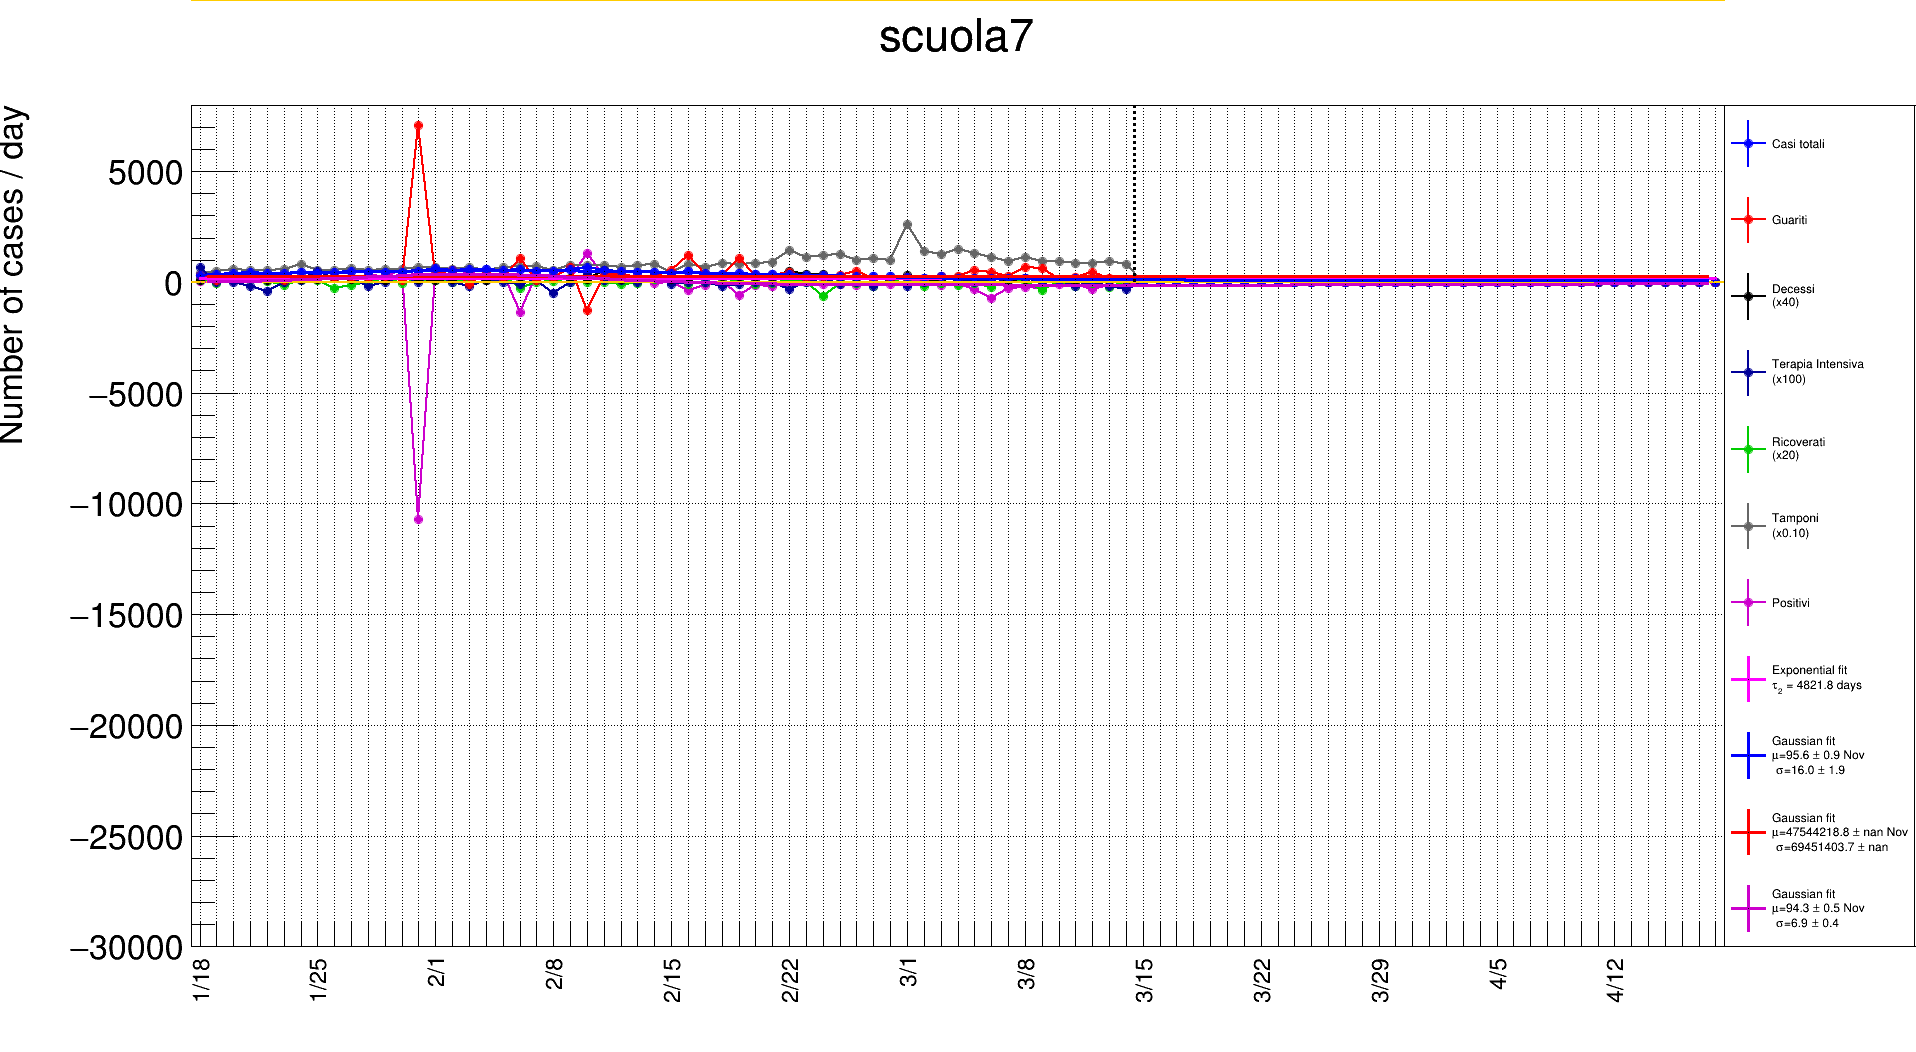 scuola7
Number of cases / day
5000
0
−5000
−10000
−15000
−20000
−25000
−30000
1/18
1/25
2/1
2/8
2/15
2/22
3/1
3/8
3/15
3/22
3/29
4/5
4/12
Casi totali
Guariti
Decessi
(x40)
Terapia Intensiva
(x100)
Ricoverati
(x20)
Tamponi
(x0.10)
Positivi
Exponential fit
τ2 = 4821.8 days
Gaussian fit
μ=95.6 ± 0.9 Nov
σ=16.0 ± 1.9
Gaussian fit
μ=47544218.8 ± nan Nov
σ=69451403.7 ± nan
Gaussian fit
μ=94.3 ± 0.5 Nov
σ=6.9 ± 0.4